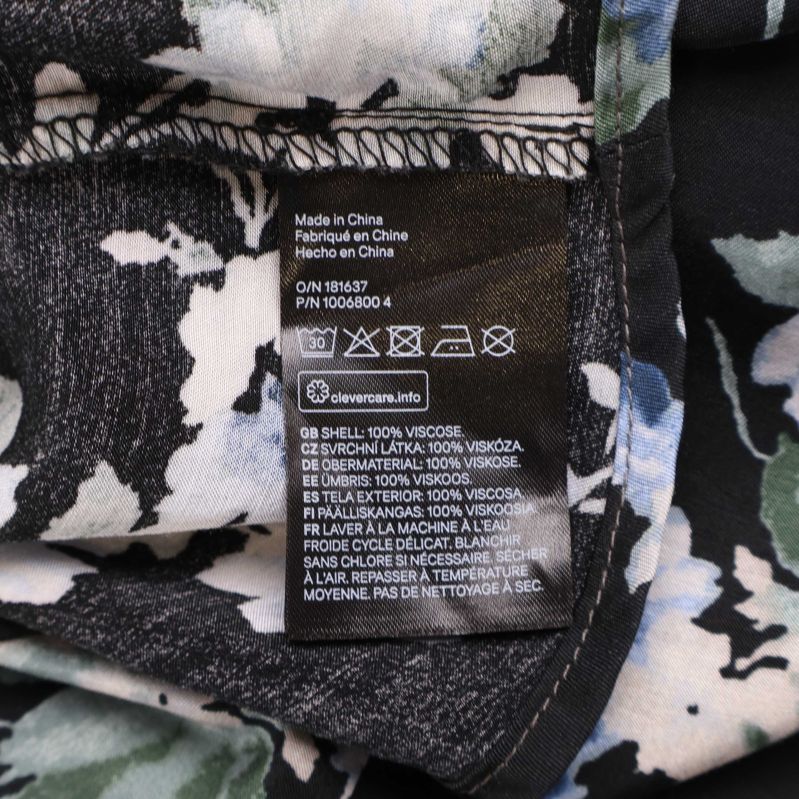 Made in China
Fabriqué en Chine
Hecho en China
O/N 181637
P/N 1006800 4
30
clevercare.info
GB SHELL: 100% VISCOSE.
CZ SVRCHNÍ LÁTKA: 100% VISKÓZA.
DE OBERMATERIAL: 100% VISKOSE.
EE ÜMBRIS: 100% VISKOOS.
ES TELA EXTERIOR: 100% VISCOSA.
FI PÄÄLLISKANGAS: 100% VISKOOSIA
FR LAVER À LA MACHINE À L'EAU
FROIDE CYCLE DÉLICAT. BLANCHIR
SANS CHLORE SI NÉCESSAIRE. SÉCHER
À L'AIR. REPASSER À TEMPÉRATURE
MOYENNE. PAS DE NETTOYAGE À SEC.